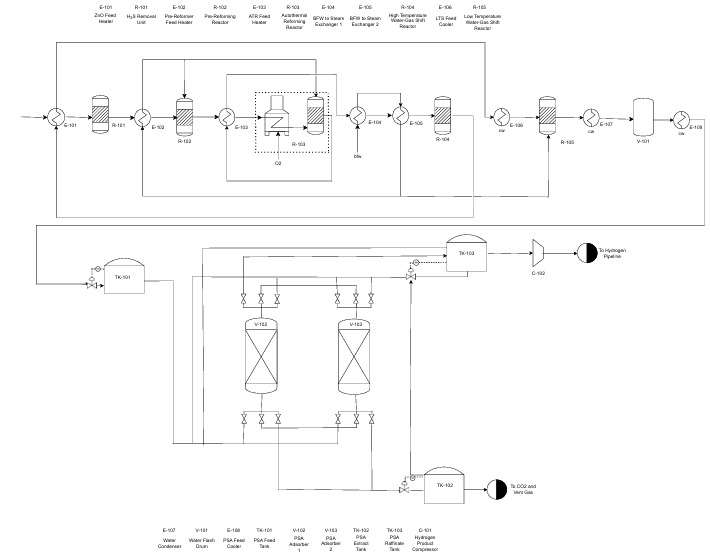 E-101 R-101 E-102 R-102 E-103 R-103 E-104 E-105 R-104 E-106 R-105
ZnO Feed Heater
H₂S Removal Unit
Pre-Reformer Feed Heater
Pre-Reforming Reactor
ATR Feed Heater
Autothermal Reforming Reactor
BFW to Steam Exchanger 1
BFW to Steam Exchanger 2
High Temperature Water-Gas Shift Reactor
LTS Feed Cooler
Low Temperature Water-Gas Shift Reactor
E-101
R-101
E-102
R-102
E-103
R-103
O2
E-104
bfw
E-105
R-104
cw
E-106
R-105
E-107
cw
V-101
E-108
cw
TK-101
TK-103
C-102
To Hydrogen
Pipeline
V-102
V-103
TK-102
To CO2 and
Vent Gas
E-107 V-101 E-108 TK-101 V-102 V-103 TK-102 TK-103 C-101
Water Condenser
Water Flash Drum
PSA Feed Cooler
PSA Feed Tank
PSA Adsorber 1
PSA Adsorber 2
PSA Extract Tank
PSA Raffinate Tank
Hydrogen Product Compressor